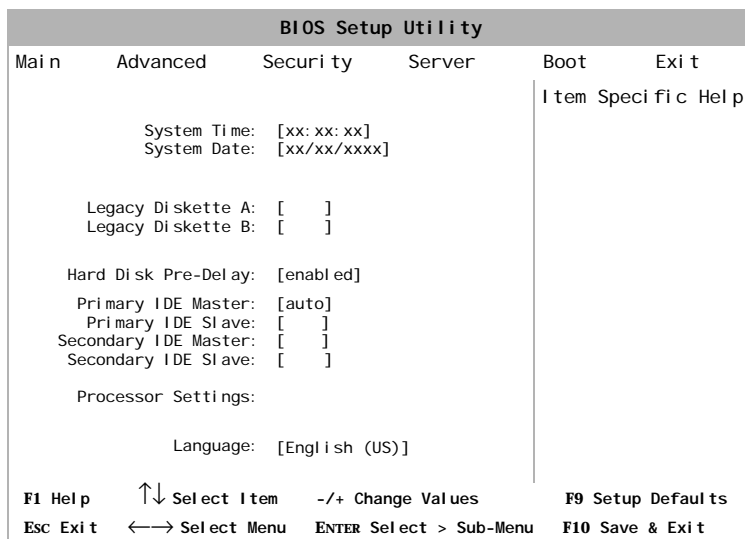 BIOS Setup Utility
Main Advanced Security Server Boot Exit
Item Specific Help
System Time: [xx:xx:xx]
System Date: [xx/xx/xxxx]
Legacy Diskette A: [    ]
Legacy Diskette B: [    ]
Hard Disk Pre-Delay: [enabled]
Primary IDE Master: [auto]
Primary IDE Slave: [    ]
Secondary IDE Master: [    ]
Secondary IDE Slave: [    ]
Processor Settings:
Language: [English (US)]
F1 Help ↑↓ Select Item -/+ Change Values F9 Setup Defaults
ESC Exit ←→ Select Menu ENTER Select > Sub-Menu F10 Save & Exit